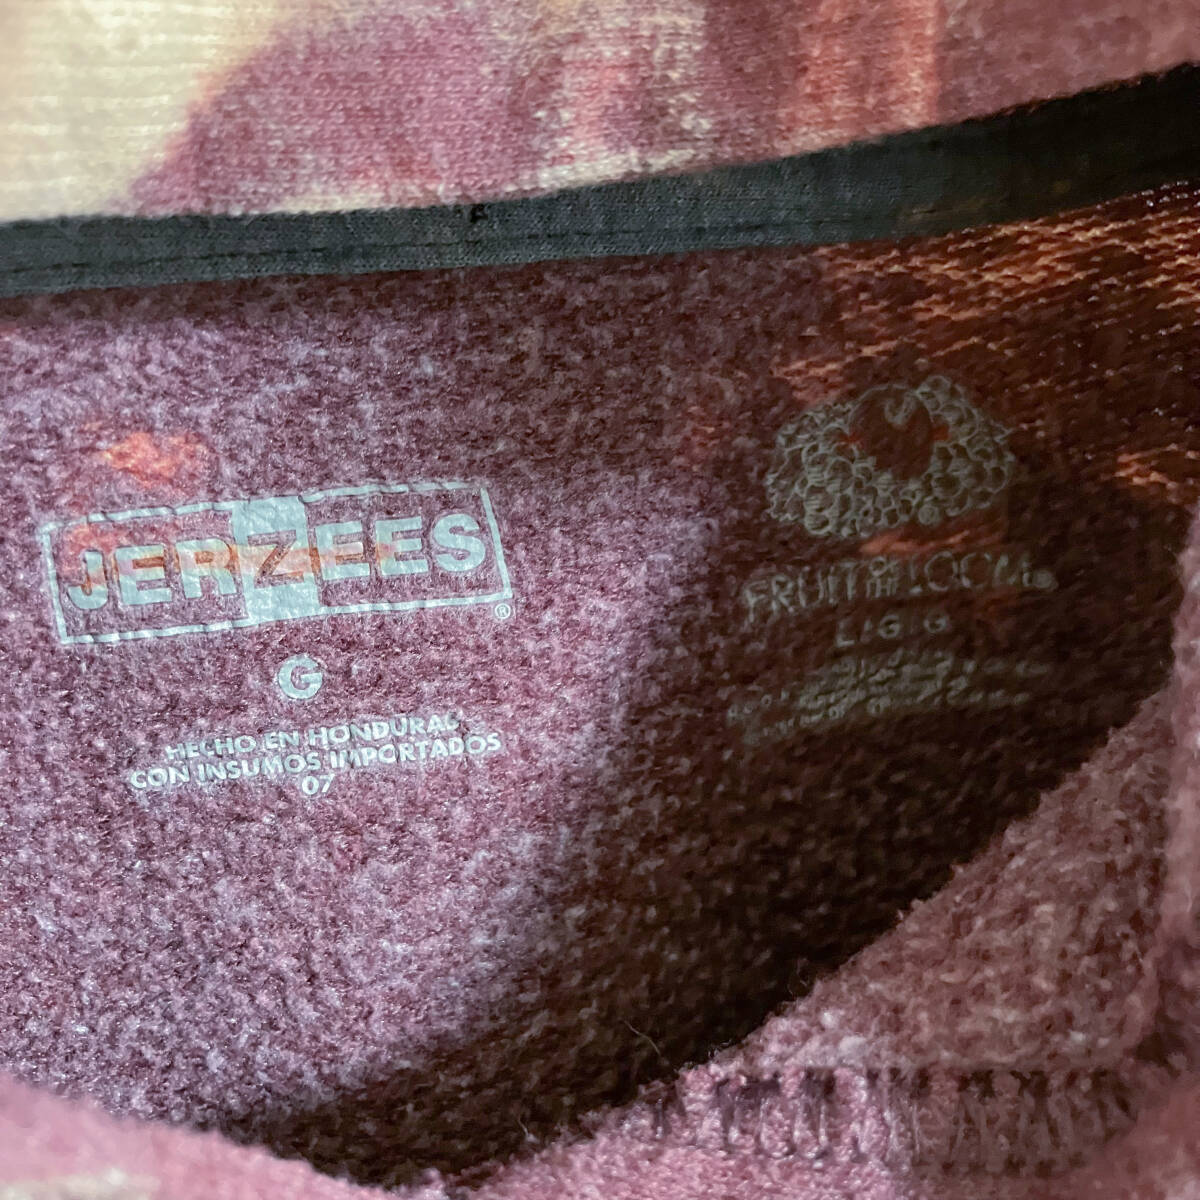 JERZEES®
G
HECHO EN HONDURAS
CON INSUMOS IMPORTADOS
07
FRUIT OF THE LOOM®
L/G/G